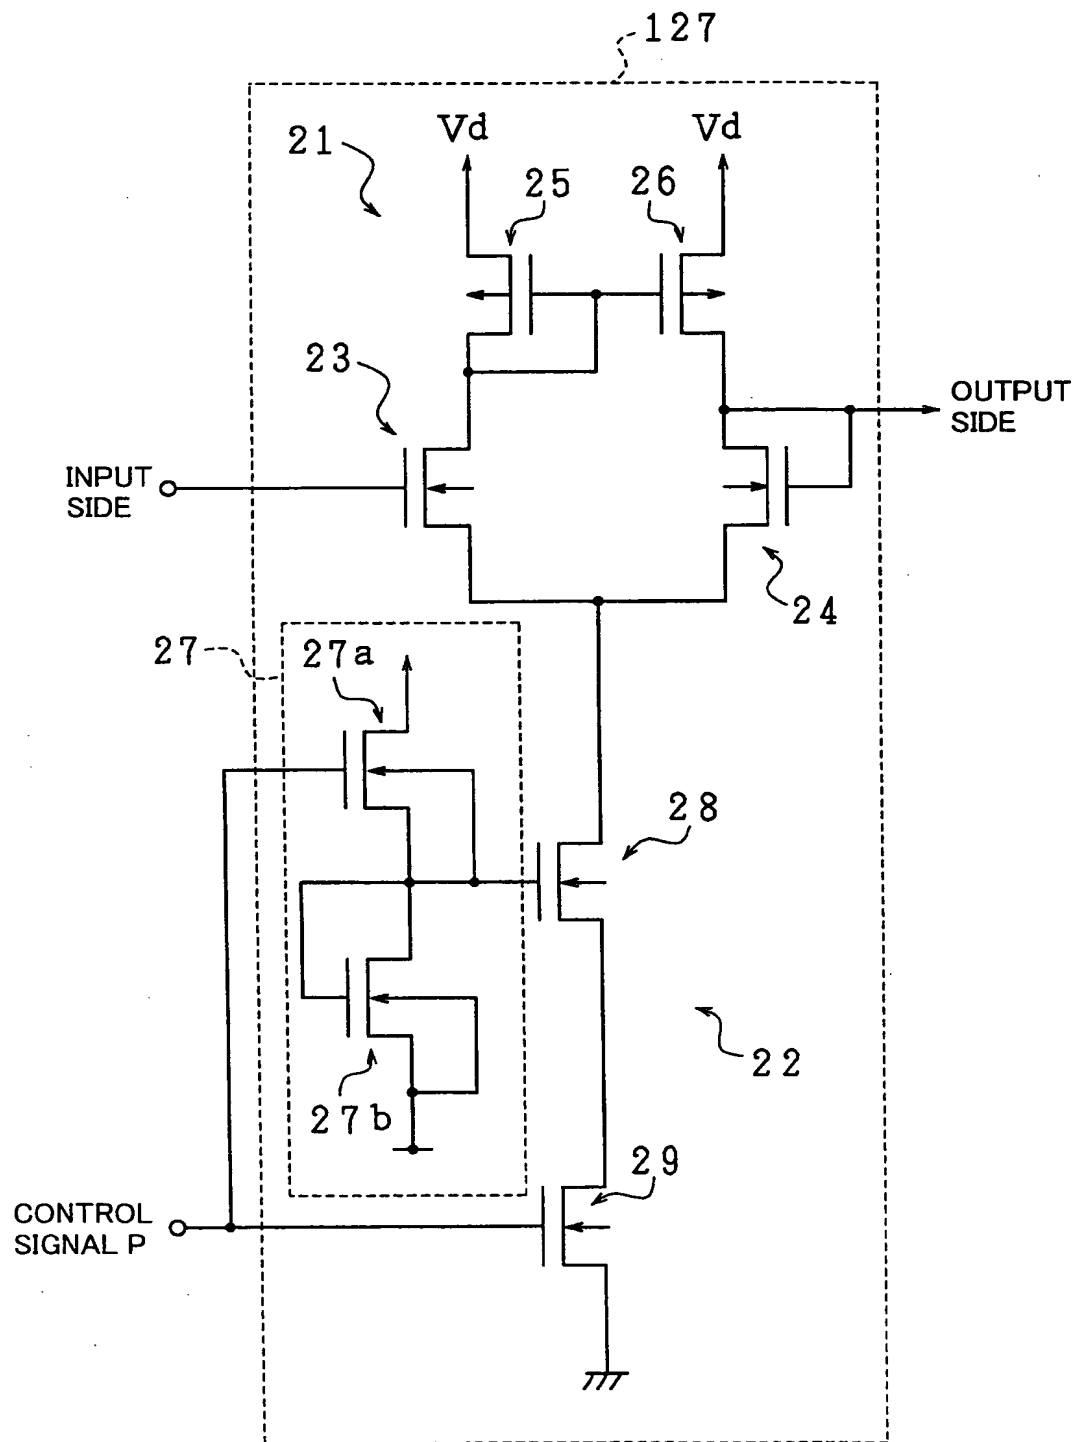 127
21
Vd
Vd
25
26
23
OUTPUT
SIDE
INPUT
SIDE
24
27
27a
28
22
27b
29
CONTROL
SIGNAL P